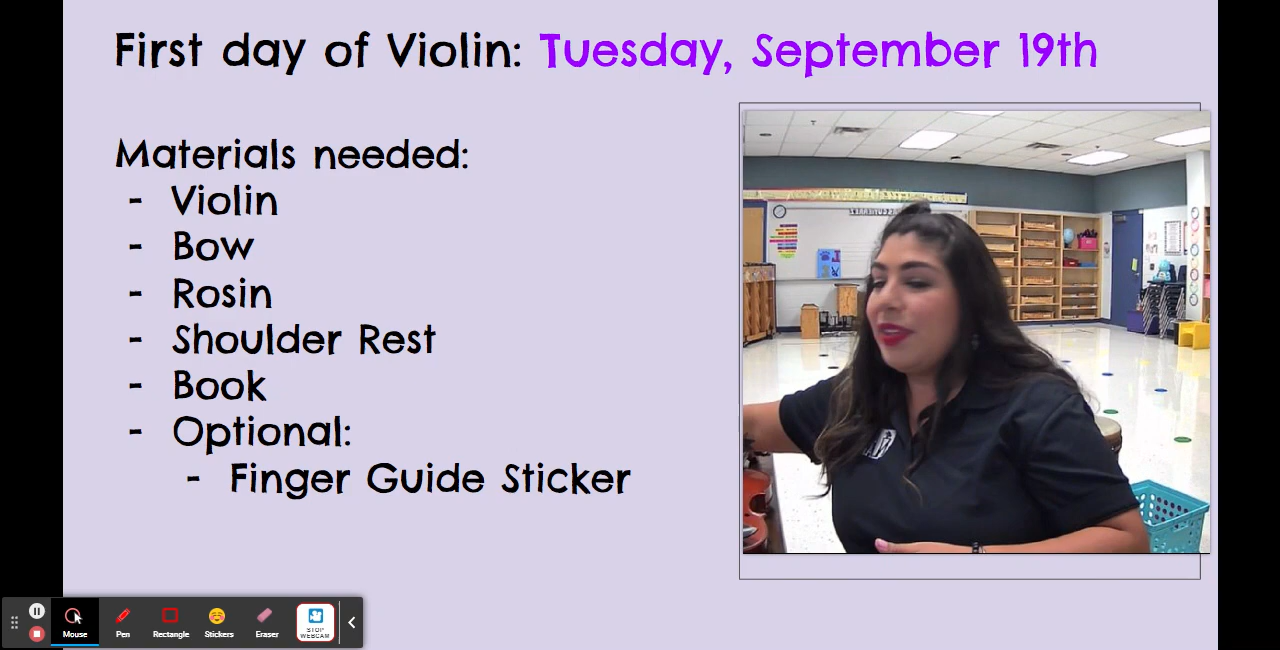 First day of Violin: Tuesday, September 19th
Materials needed:
- Violin
- Bow
- Rosin
- Shoulder Rest
- Book
- Optional:
- Finger Guide Sticker
Mouse
Pen
Rectangle
Stickers
Eraser
STOP WEBCAM